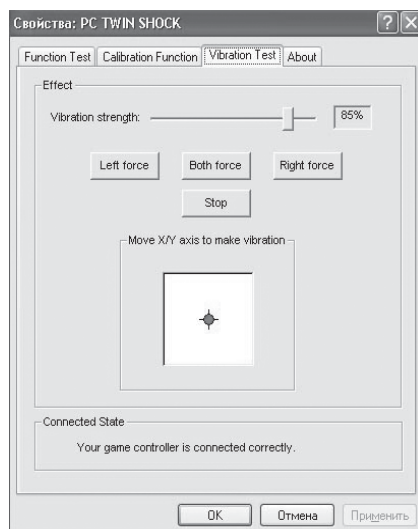 Свойства: PC TWIN SHOCK
Function Test Calibration Function Vibration Test About
Effect
Vibration strength: 85%
Left force Both force Right force
Stop
Move X/Y axis to make vibration
Connected State
Your game controller is connected correctly.
OK Отмена Применить